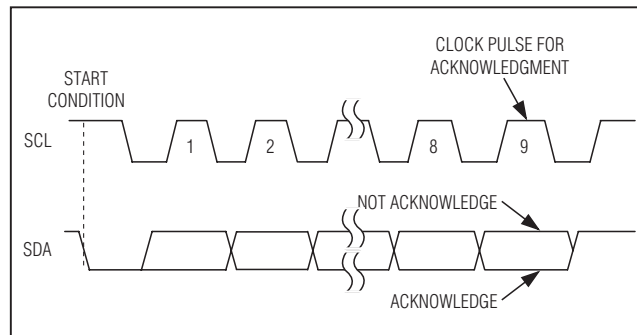 CLOCK PULSE FOR
ACKNOWLEDGMENT
START
CONDITION
SCL
1
2
8
9
NOT ACKNOWLEDGE
SDA
ACKNOWLEDGE